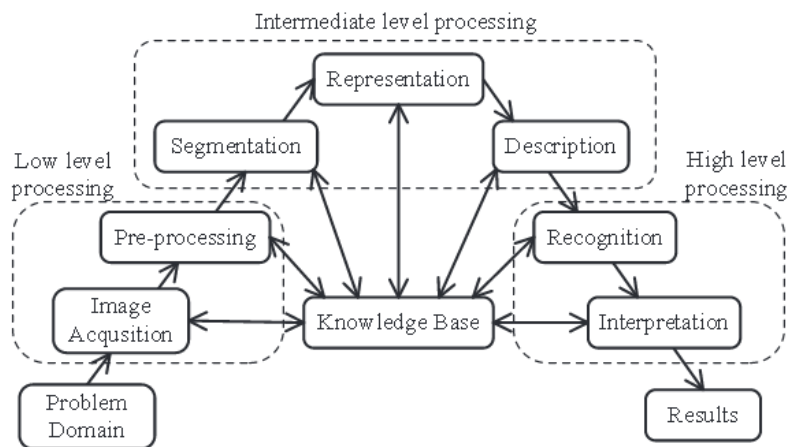 Intermediate level processing
Representation
Segmentation
Description
Low level
processing
High level
processing
Pre-processing
Recognition
Image
Acqusition
Knowledge Base
Interpretation
Problem
Domain
Results